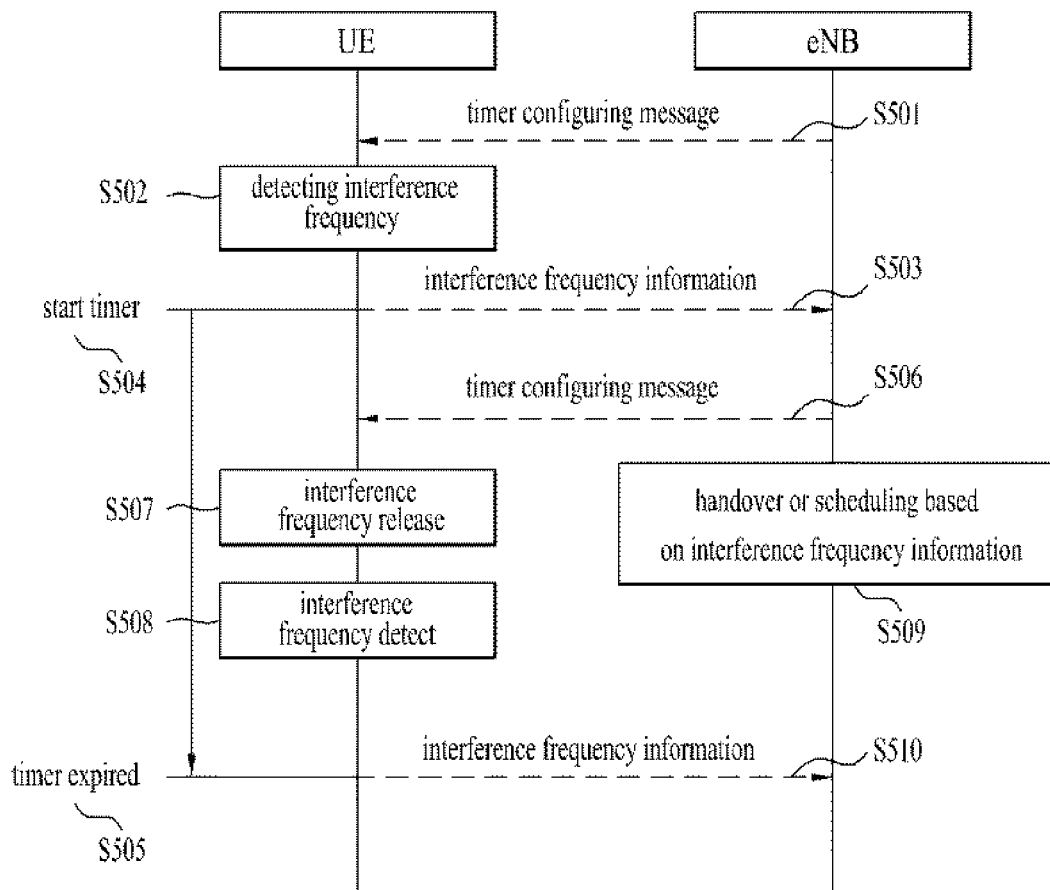 UE
eNB
timer configuring message
S501
S502
detecting interference
frequency
interference frequency information
S503
start timer
S504
timer configuring message
S506
S507
interference
frequency release
handover or scheduling based
on interference frequency information
S508
interference
frequency detect
S509
interference frequency information
S510
timer expired
S505